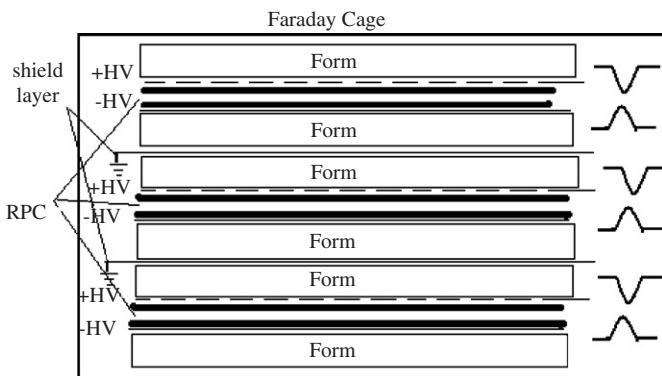 Faraday Cage
Form
shield
layer
+HV
-HV
Form
Form
+HV
RPC
-HV
Form
Form
+HV
-HV
Form